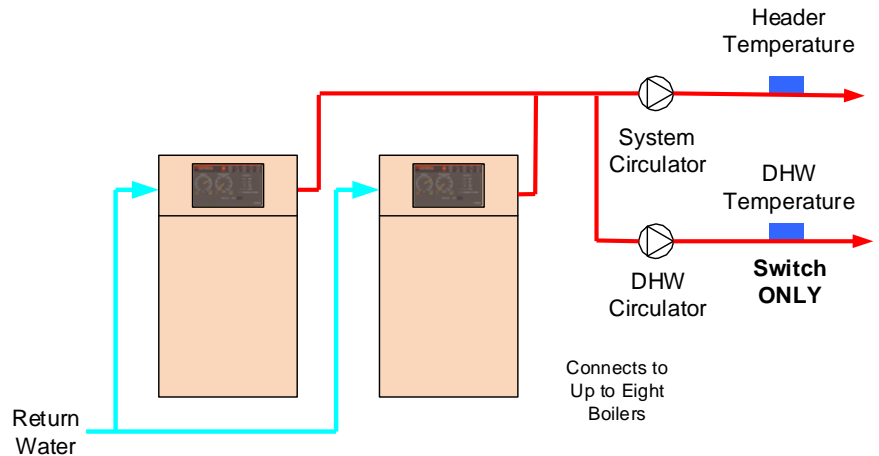 Header
Temperature
System
Circulator
DHW
Temperature
Switch
ONLY
DHW
Circulator
Connects to
Up to Eight
Boilers
Return
Water